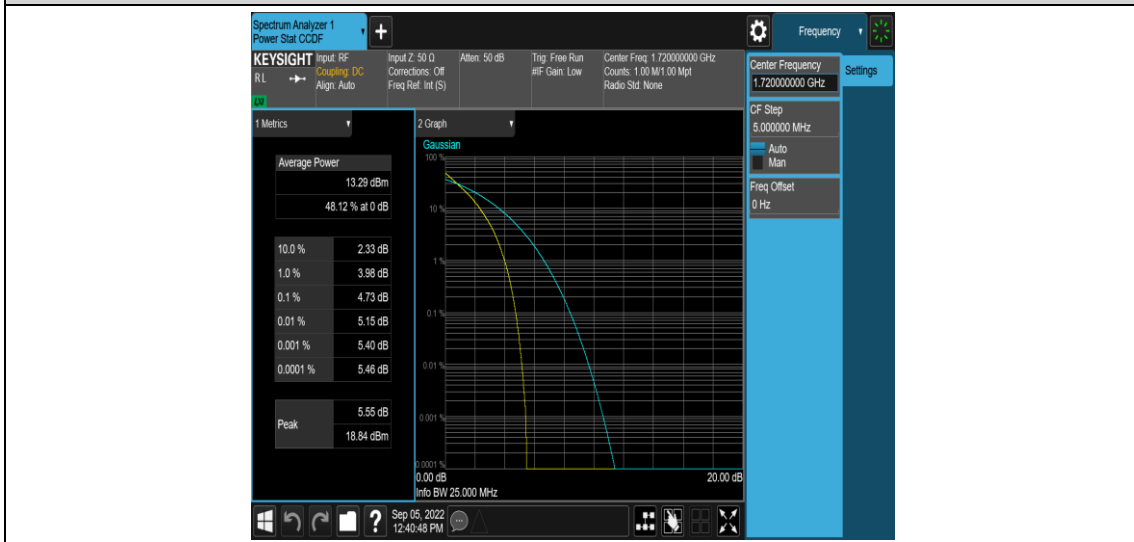 Spectrum Analyzer 1
Power Stat CCDF
+
Frequency
KEYSIGHT
RL
LXI
Input: RF
Coupling: DC
Align: Auto
Input Z: 50 Ω
Corrections: Off
Freq Ref: Int (S)
Atten: 50 dB
Trig: Free Run
#IF Gain: Low
Center Freq: 1.720000000 GHz
Counts: 1.00 M/1.00 Mpt
Radio Std: None
Center Frequency
1.720000000 GHz
Settings
CF Step
5.000000 MHz
Auto
Man
Freq Offset
0 Hz
1 Metrics
Average Power
13.29 dBm
48.12 % at 0 dB
10.0 % 2.33 dB
1.0 % 3.98 dB
0.1 % 4.73 dB
0.01 % 5.15 dB
0.001 % 5.40 dB
0.0001 % 5.46 dB
Peak
5.55 dB
18.84 dBm
2 Graph
Gaussian
100 %
10 %
1 %
0.1 %
0.01 %
0.001 %
0.0001 %
0.00 dB 20.00 dB
Info BW 25.000 MHz
?
Sep 05, 2022
12:40:48 PM